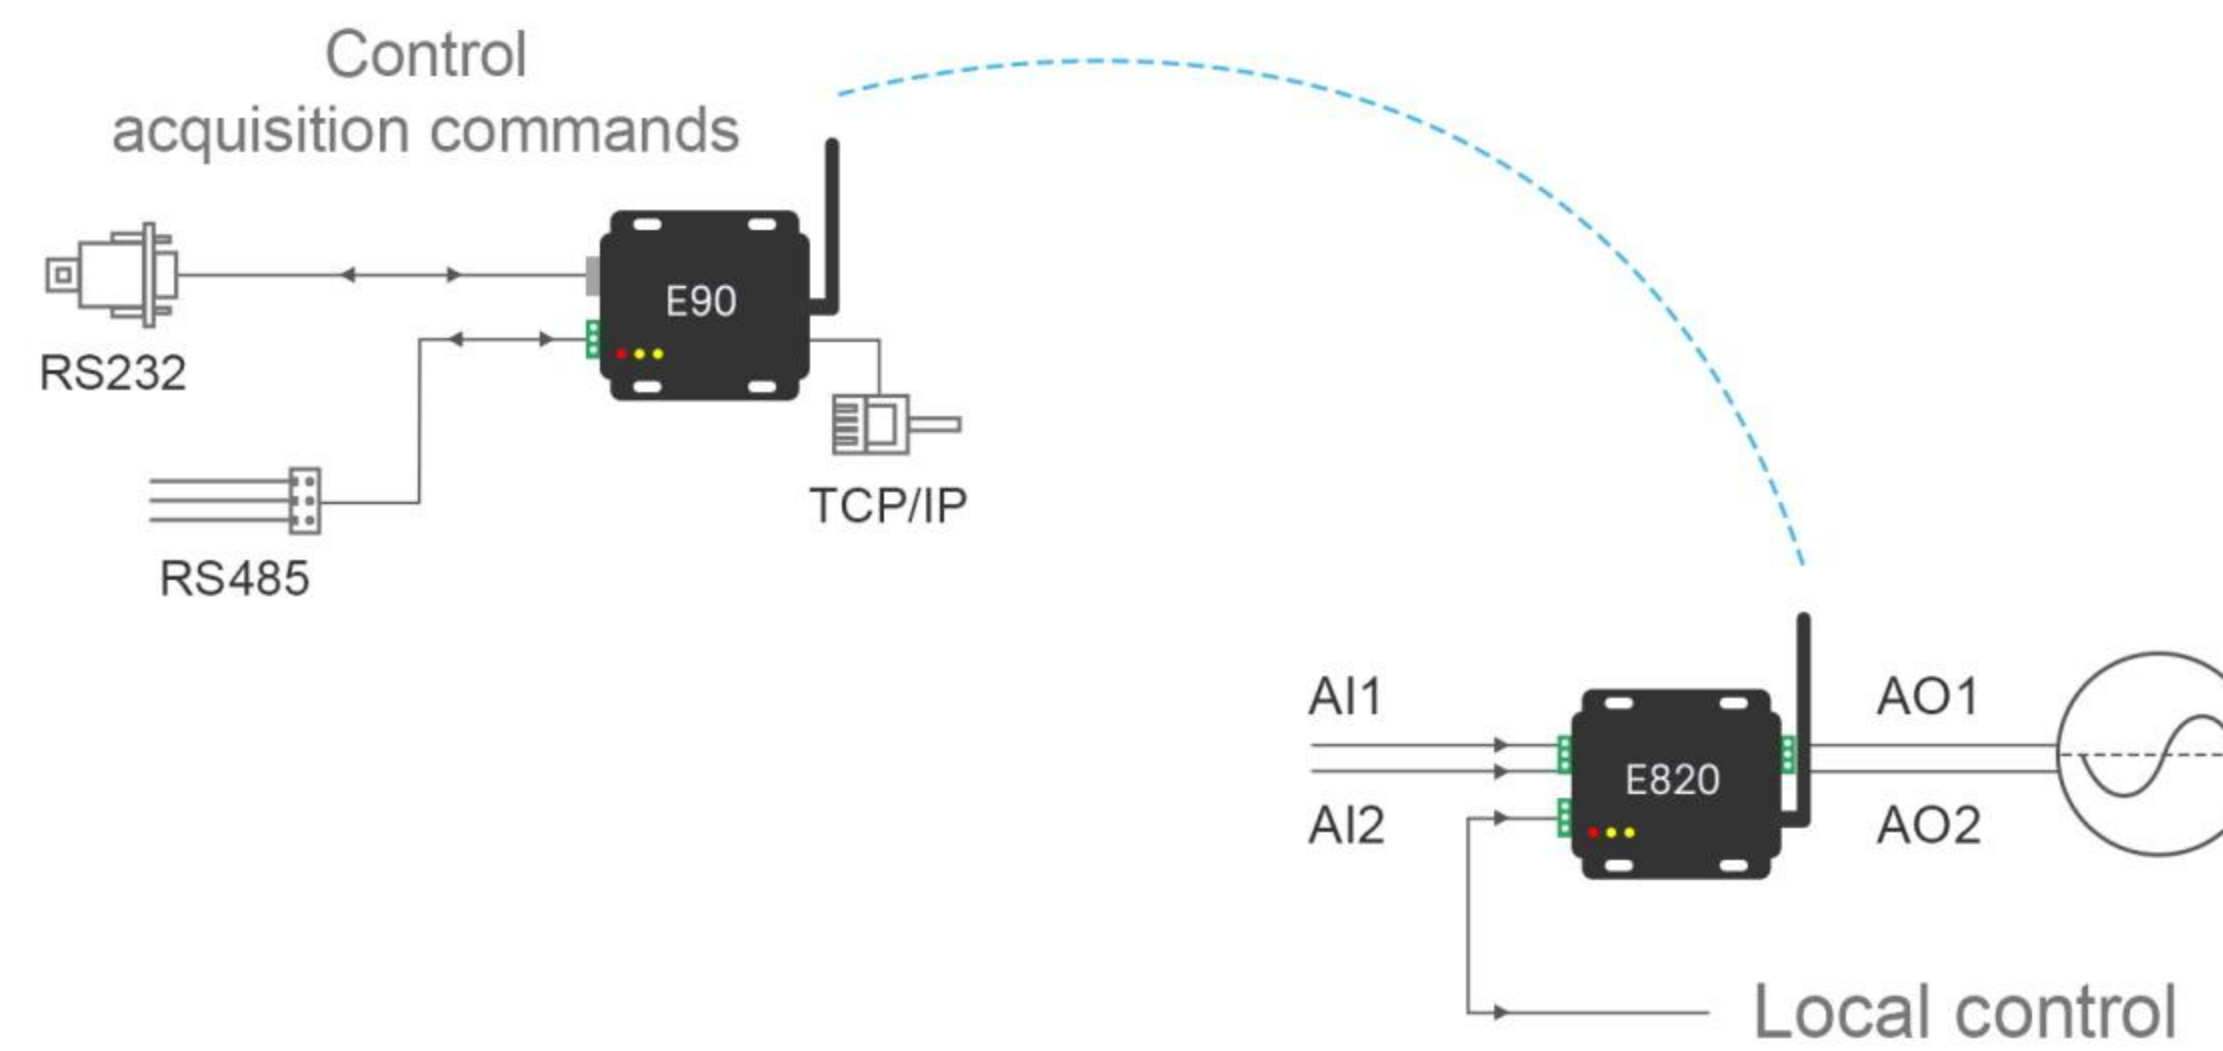 Control
acquisition commands
E90
RS232
TCP/IP
RS485
AI1
AO1
E820
AI2
AO2
Local control